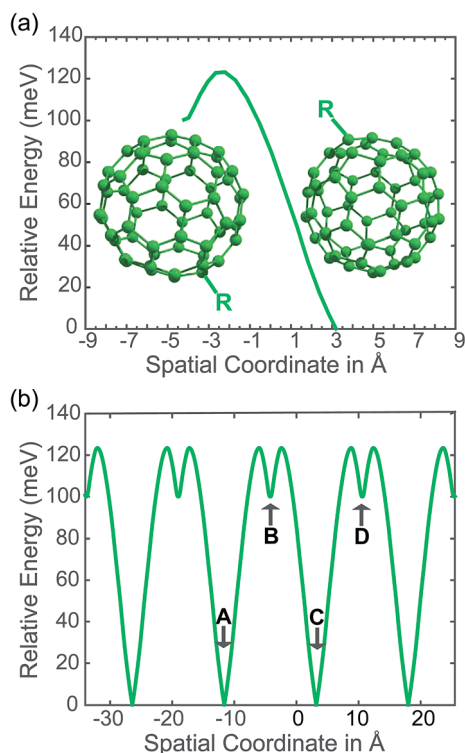 (a)
140
120
100
80
60
40
20
0
Relative Energy (meV)
R
R
-9 -7 -5 -3 -1 1 3 5 7 9
Spatial Coordinate in Å
(b)
140
120
100
80
60
40
20
0
Relative Energy (meV)
B D
A C
-30 -20 -10 0 10 20
Spatial Coordinate in Å